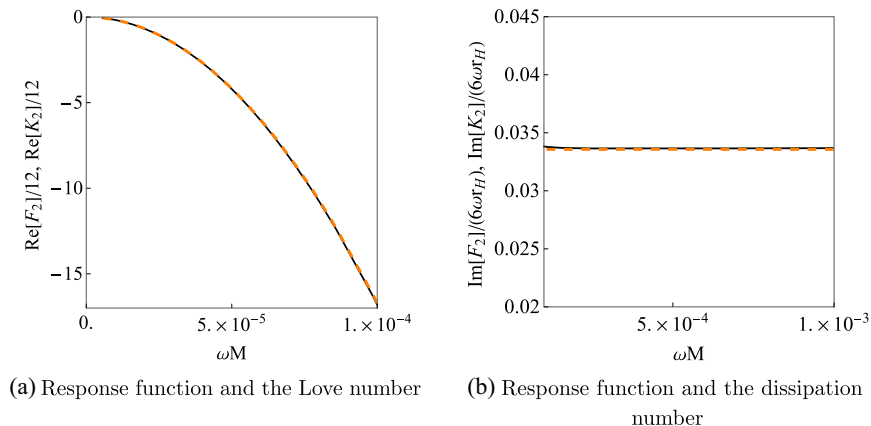 0
−5
−10
−15
Re[F₂]/12, Re[K₂]/12
0.
5.×10⁻⁵
1.×10⁻⁴
ωM
(a) Response function and the Love number
0.045
0.04
0.035
0.03
0.025
0.02
Im[F₂]/(6ωr_H), Im[K₂]/(6ωr_H)
5.×10⁻⁴
1.×10⁻³
ωM
(b) Response function and the dissipation
number